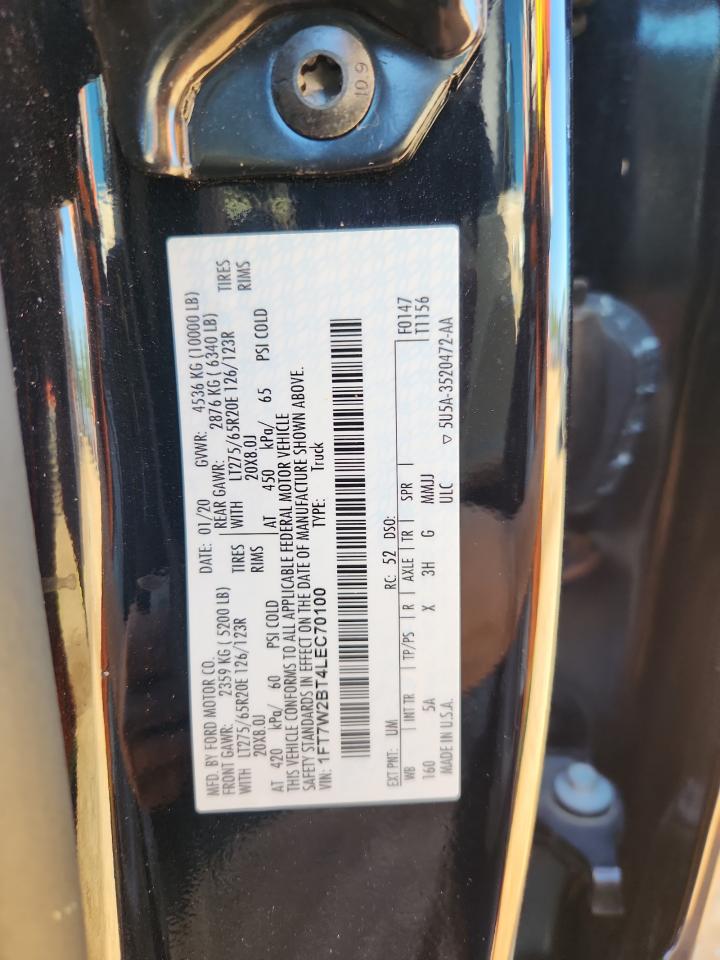 10.9
MFD. BY FORD MOTOR CO. DATE: 01/20 GVWR: 4536 KG (10000 LB)
FRONT GAWR: 2359 KG ( 5200 LB) REAR GAWR: 2876 KG ( 6340 LB)
WITH LT275/65R20E 126/123R TIRES WITH LT275/65R20E 126/123R TIRES
20X8.0J RIMS 20X8.0J RIMS
AT 420 kPa/ 60 PSI COLD AT 450 kPa/ 65 PSI COLD
THIS VEHICLE CONFORMS TO ALL APPLICABLE FEDERAL MOTOR VEHICLE
SAFETY STANDARDS IN EFFECT ON THE DATE OF MANUFACTURE SHOWN ABOVE.
VIN: 1FT7W2BT4LEC70100 TYPE: Truck
EXT PNT: UM RC: 52 DSO: F0147
WB INT TR TP/PS R AXLE TR SPR T1156
160 5A X 3H G MMJJ
MADE IN U.S.A. ULC ▽ 5U5A-3520472-AA